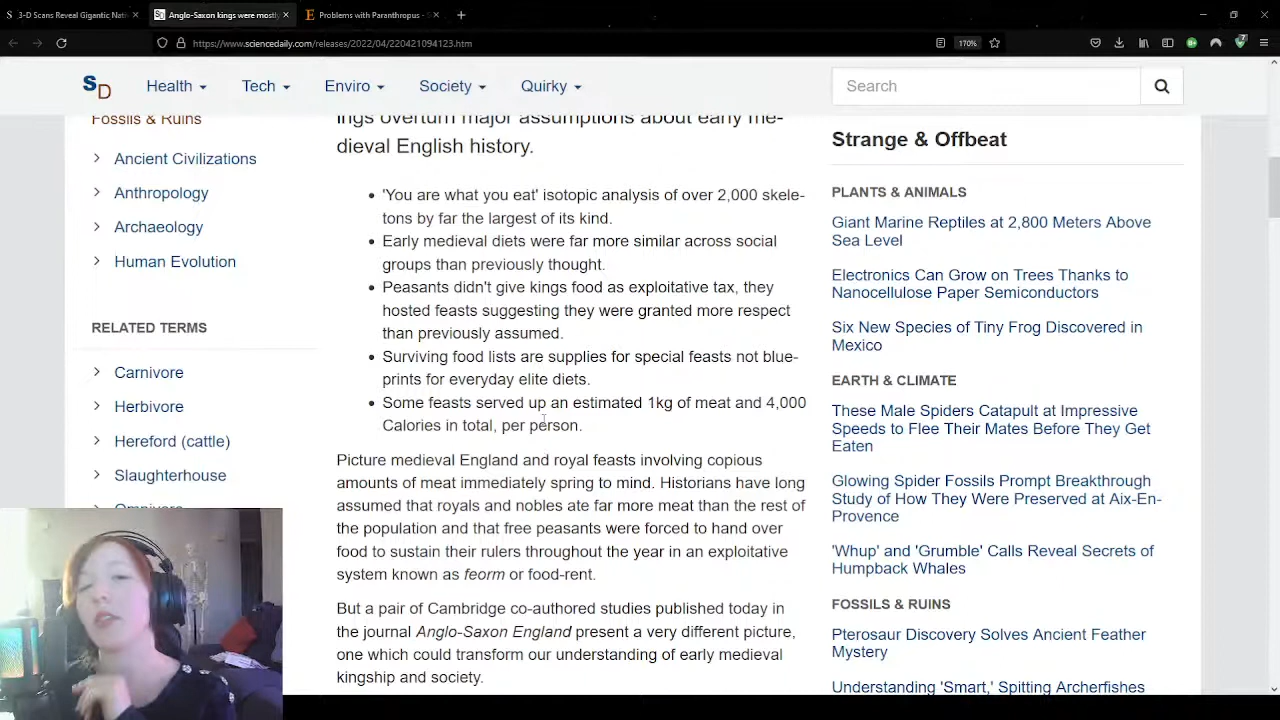 3-D Scans Reveal Gigantic Nati
Anglo-Saxon kings were mostly
Problems with Paranthropus -
https://www.sciencedaily.com/releases/2022/04/220421094123.htm
170%
SD
Health
Tech
Enviro
Society
Quirky
Search
Fossils & Ruins
Ancient Civilizations
Anthropology
Archaeology
Human Evolution
RELATED TERMS
Carnivore
Herbivore
Hereford (cattle)
Slaughterhouse
Omnivore
ings overturn major assumptions about early me-
dieval English history.
'You are what you eat' isotopic analysis of over 2,000 skele-
tons by far the largest of its kind.
Early medieval diets were far more similar across social
groups than previously thought.
Peasants didn't give kings food as exploitative tax, they
hosted feasts suggesting they were granted more respect
than previously assumed.
Surviving food lists are supplies for special feasts not blue-
prints for everyday elite diets.
Some feasts served up an estimated 1kg of meat and 4,000
Calories in total, per person.
Picture medieval England and royal feasts involving copious
amounts of meat immediately spring to mind. Historians have long
assumed that royals and nobles ate far more meat than the rest of
the population and that free peasants were forced to hand over
food to sustain their rulers throughout the year in an exploitative
system known as feorm or food-rent.
But a pair of Cambridge co-authored studies published today in
the journal Anglo-Saxon England present a very different picture,
one which could transform our understanding of early medieval
kingship and society.
Strange & Offbeat
PLANTS & ANIMALS
Giant Marine Reptiles at 2,800 Meters Above
Sea Level
Electronics Can Grow on Trees Thanks to
Nanocellulose Paper Semiconductors
Six New Species of Tiny Frog Discovered in
Mexico
EARTH & CLIMATE
These Male Spiders Catapult at Impressive
Speeds to Flee Their Mates Before They Get
Eaten
Glowing Spider Fossils Prompt Breakthrough
Study of How They Were Preserved at Aix-En-
Provence
'Whup' and 'Grumble' Calls Reveal Secrets of
Humpback Whales
FOSSILS & RUINS
Pterosaur Discovery Solves Ancient Feather
Mystery
Understanding 'Smart,' Spitting Archerfishes